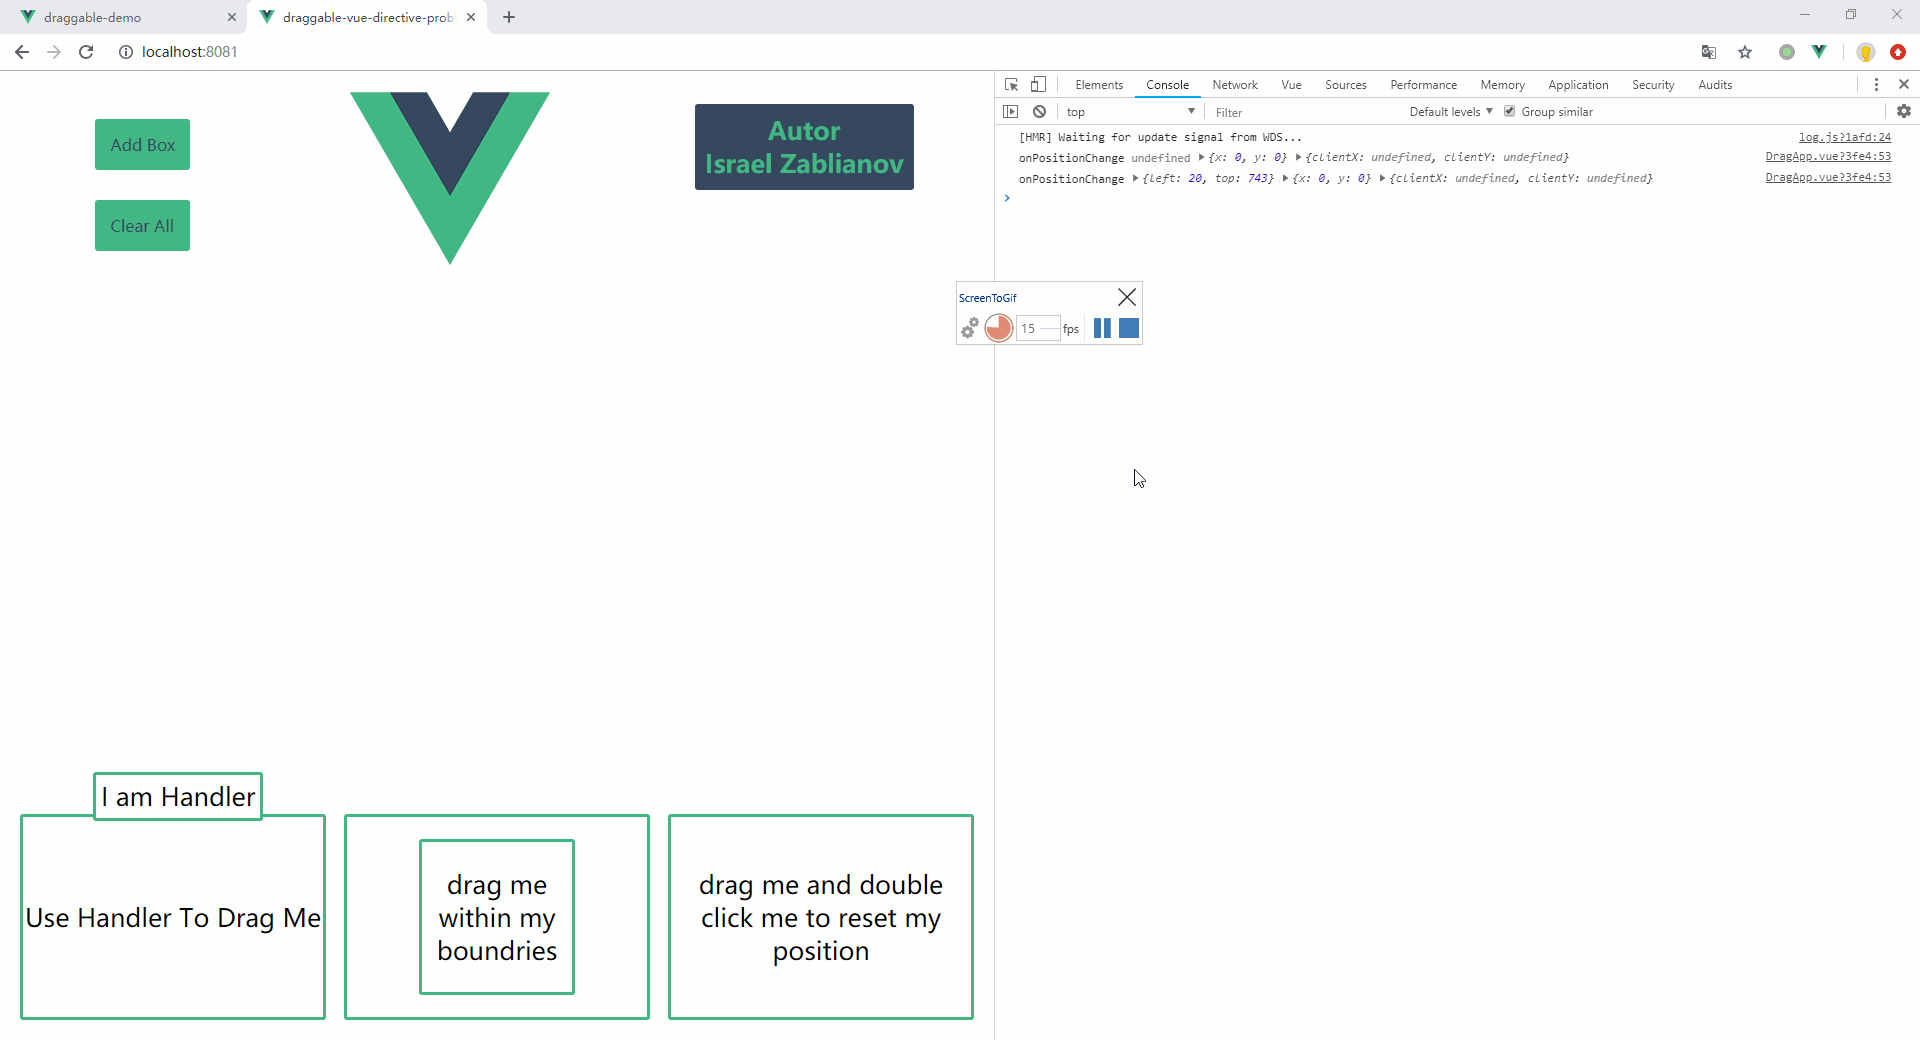 draggable-demo
draggable-vue-directive-prob
localhost:8081
Add Box
Clear All
Autor
Israel Zablianov
I am Handler
Use Handler To Drag Me
drag me
within my
boundries
drag me and double
click me to reset my
position
Elements Console Network Vue Sources Performance Memory Application Security Audits
top Filter Default levels Group similar
[HMR] Waiting for update signal from WDS... log.js?1afd:24
onPositionChange undefined {x: 0, y: 0} {clientX: undefined, clientY: undefined} DragApp.vue?3fe4:53
onPositionChange {left: 20, top: 743} {x: 0, y: 0} {clientX: undefined, clientY: undefined} DragApp.vue?3fe4:53
ScreenToGif
15 fps